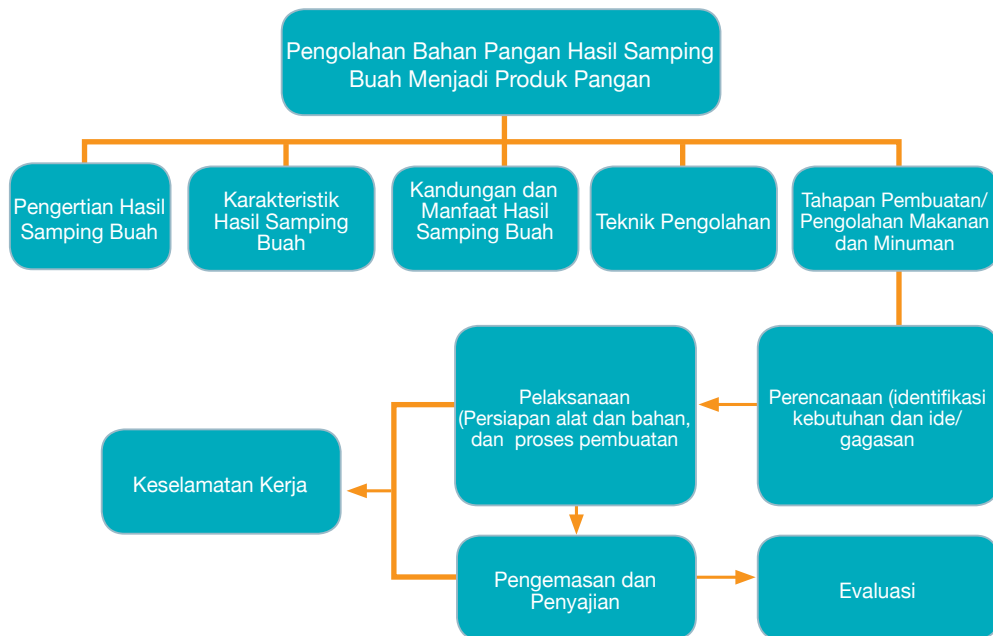 Pengolahan Bahan Pangan Hasil Samping
Buah Menjadi Produk Pangan
Pengertian Hasil
Samping Buah
Karakteristik
Hasil Samping
Buah
Kandungan dan
Manfaat Hasil
Samping Buah
Teknik Pengolahan
Tahapan Pembuatan/
Pengolahan Makanan
dan Minuman
Pelaksanaan
(Persiapan alat dan bahan,
dan proses pembuatan
Perencanaan (identifikasi
kebutuhan dan ide/
gagasan
Keselamatan Kerja
Pengemasan dan
Penyajian
Evaluasi